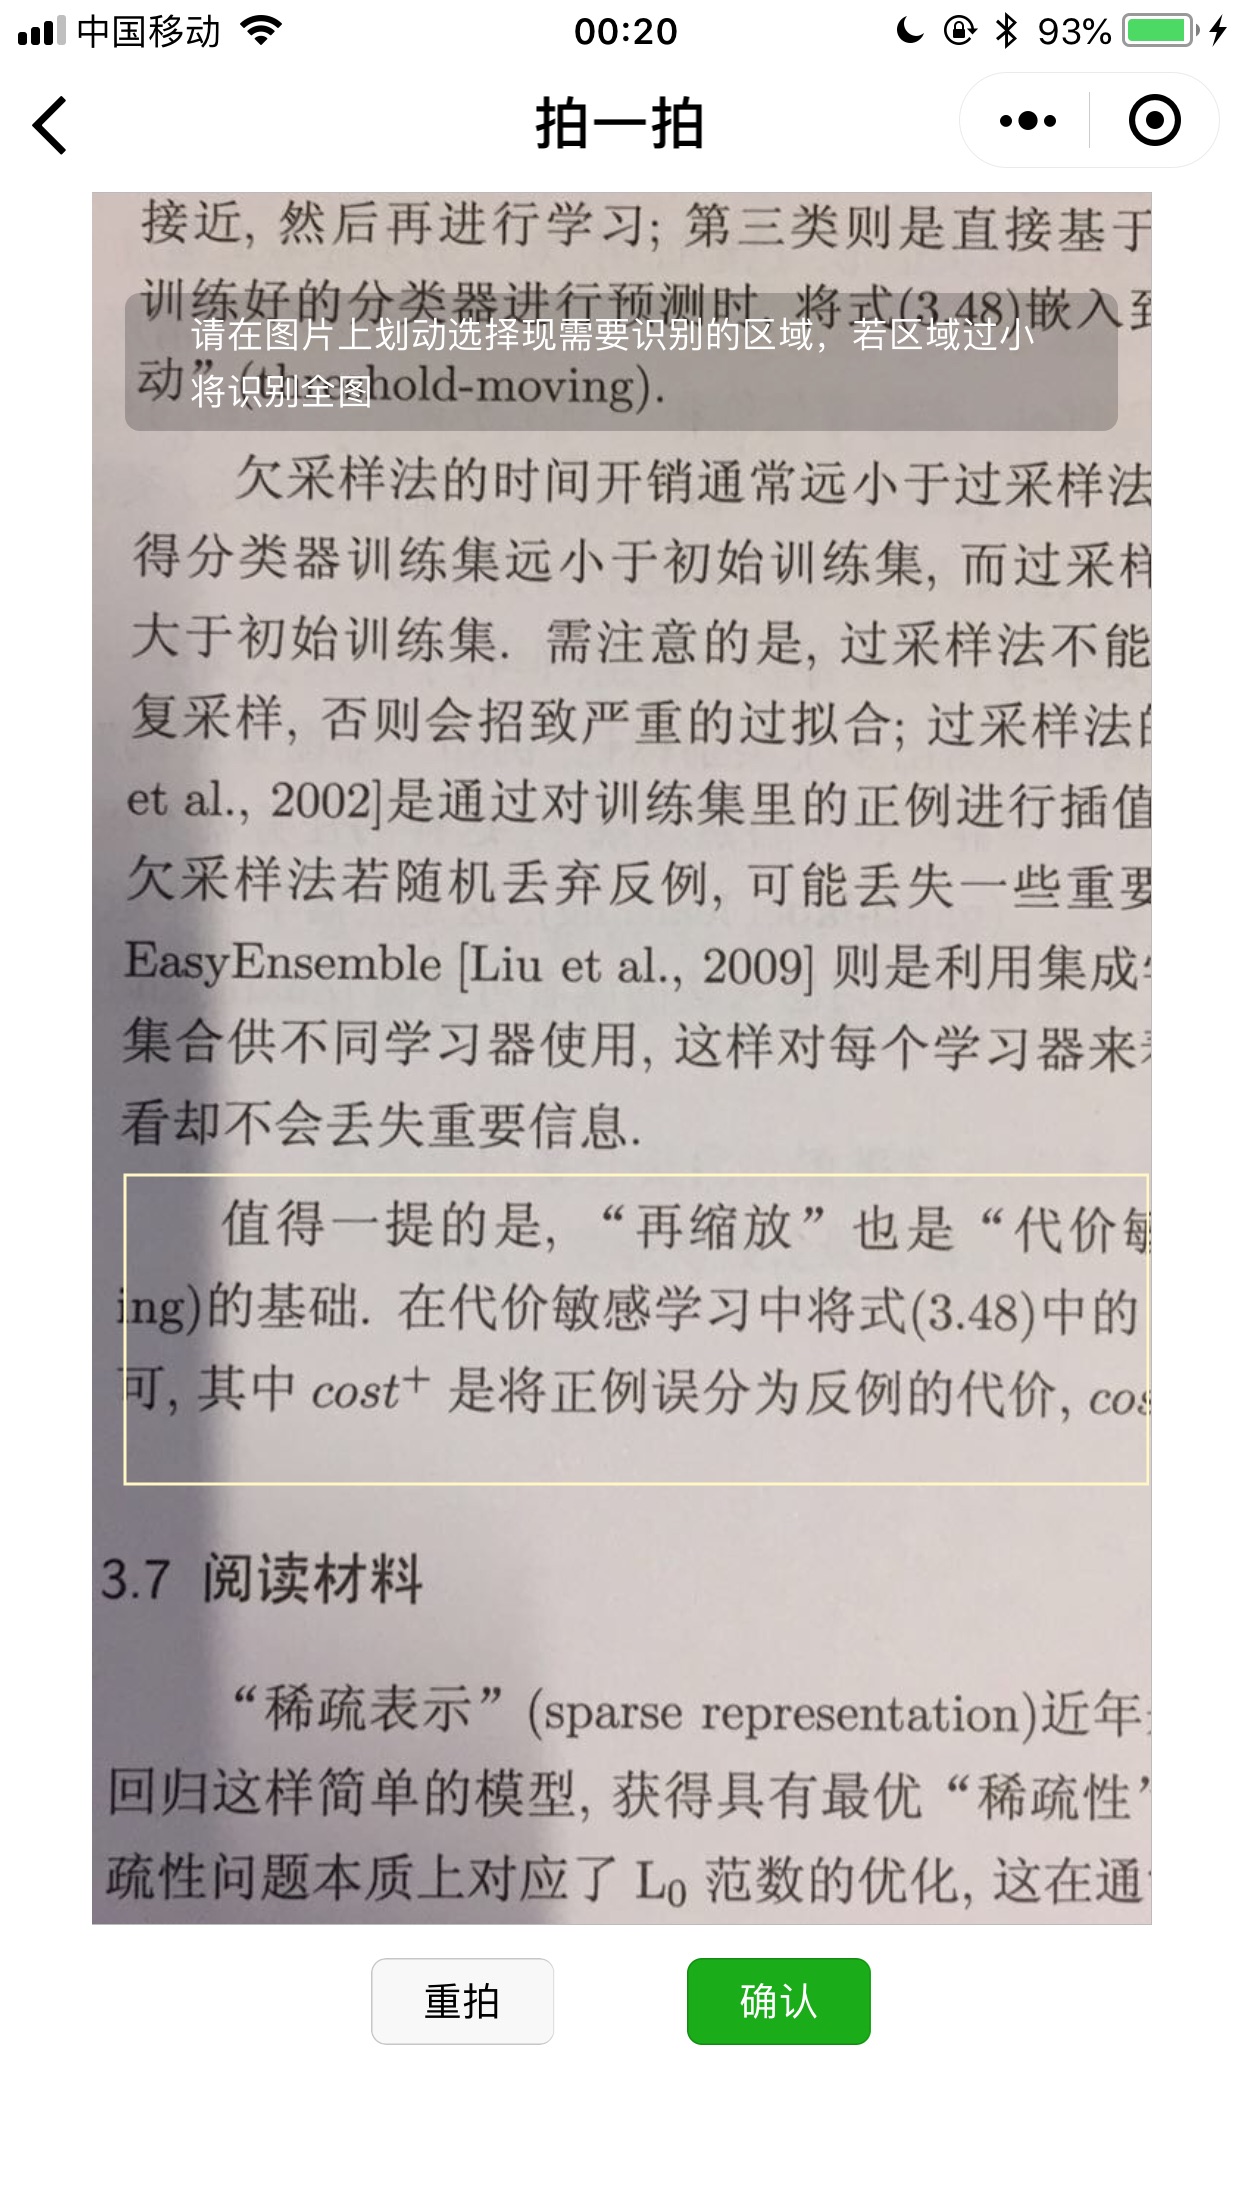 中国移动 00:20 93%
拍一拍
接近, 然后再进行学习; 第三类则是直接基于
训练好的分类器进行预测时, 将式(3.48)嵌入到
请在图片上划动选择现需要识别的区域，若区域过小
动”(threshold-moving).
将识别全图
欠采样法的时间开销通常远小于过采样法
得分类器训练集远小于初始训练集, 而过采样
大于初始训练集. 需注意的是, 过采样法不能
复采样, 否则会招致严重的过拟合; 过采样法的
et al., 2002]是通过对训练集里的正例进行插值
欠采样法若随机丢弃反例, 可能丢失一些重要
EasyEnsemble [Liu et al., 2009] 则是利用集成
集合供不同学习器使用, 这样对每个学习器来
看却不会丢失重要信息.
值得一提的是, “再缩放”也是“代价敏
ing)的基础. 在代价敏感学习中将式(3.48)中的
可, 其中 cost⁺ 是将正例误分为反例的代价, cos
3.7 阅读材料
“稀疏表示”(sparse representation)近年
回归这样简单的模型, 获得具有最优“稀疏性”
疏性问题本质上对应了 L₀ 范数的优化, 这在通
重拍 确认